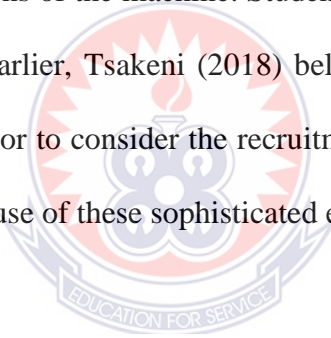 ns of the machine. Studen
arlier, Tsakeni (2018) bel
or to consider the recruitm
use of these sophisticated e
EDUCATION FOR SERVICE